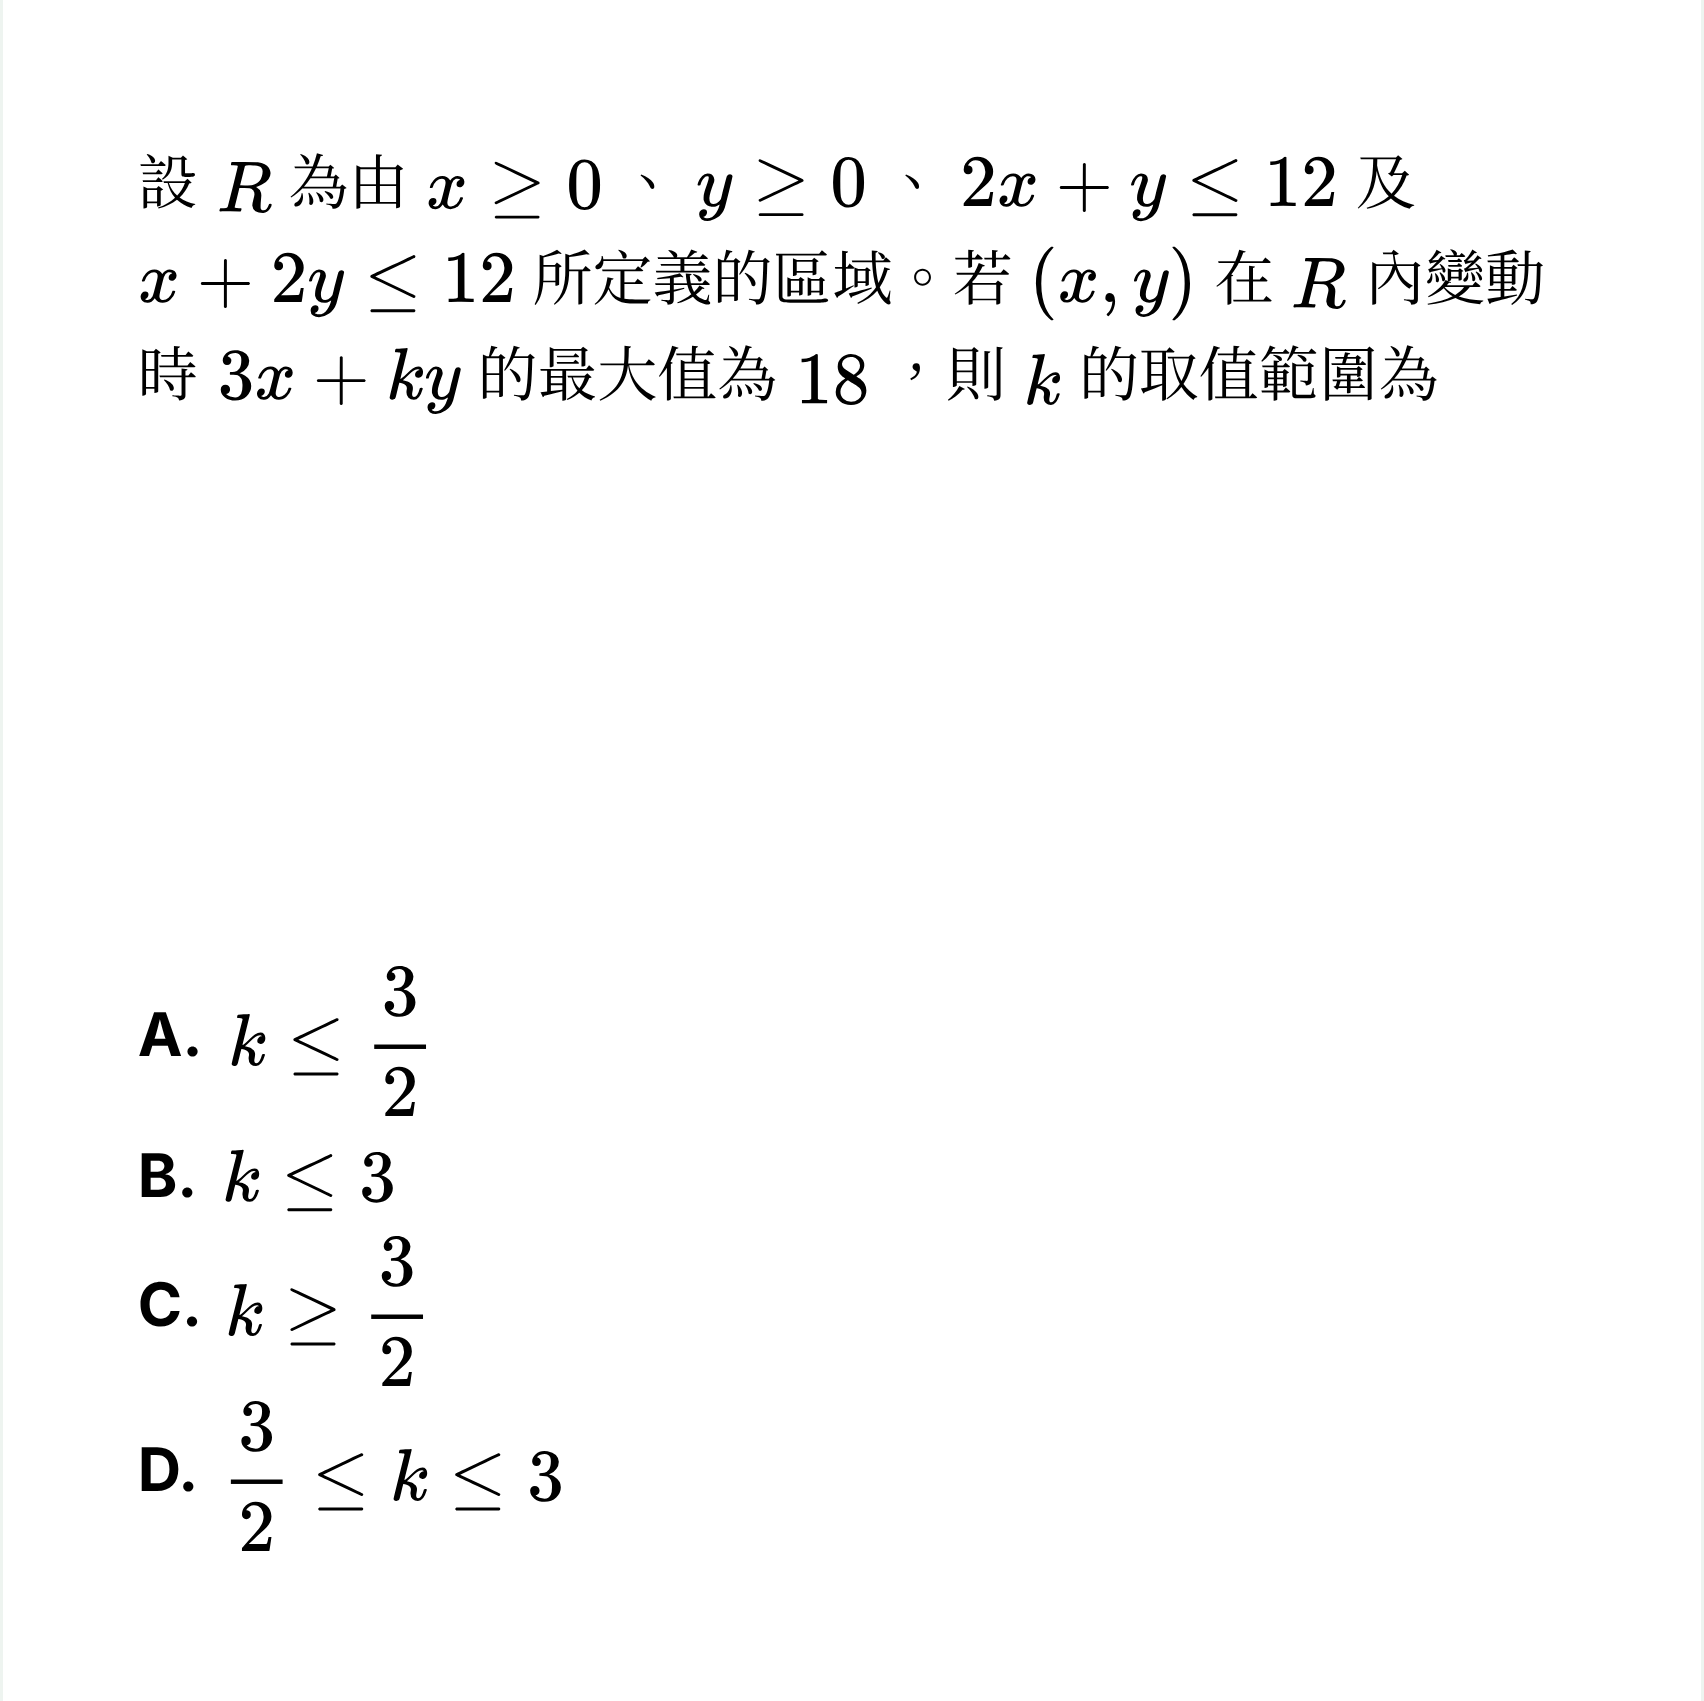 設 R 為由 x ≥ 0 、 y ≥ 0 、 2x + y ≤ 12 及
x + 2y ≤ 12 所定義的區域。若 (x, y) 在 R 內變動
時 3x + ky 的最大值為 18 ，則 k 的取值範圍為
A. k ≤ 3/2
B. k ≤ 3
C. k ≥ 3/2
D. 3/2 ≤ k ≤ 3